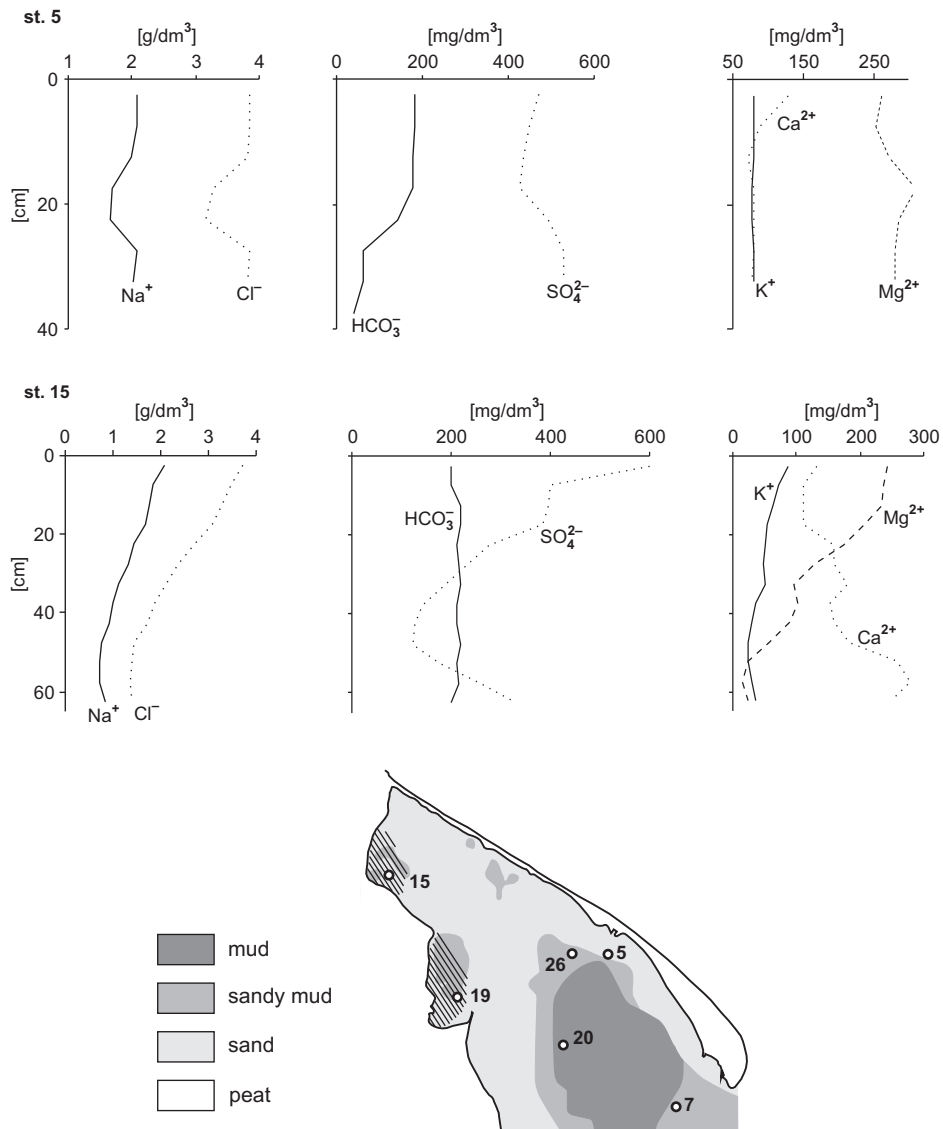 st. 5
[g/dm³] [mg/dm³] [mg/dm³]
1 2 3 4 0 200 400 600 50 150 250
0
20
40
[cm]
Ca²⁺
Na⁺ Cl⁻ HCO₃⁻ SO₄²⁻ K⁺ Mg²⁺
st. 15
[g/dm³] [mg/dm³] [mg/dm³]
0 1 2 3 4 0 200 400 600 0 100 200 300
0
20
40
60
[cm]
HCO₃⁻ SO₄²⁻ K⁺ Mg²⁺
Ca²⁺
Na⁺ Cl⁻
15
5
26
19
20
7
mud
sandy mud
sand
peat